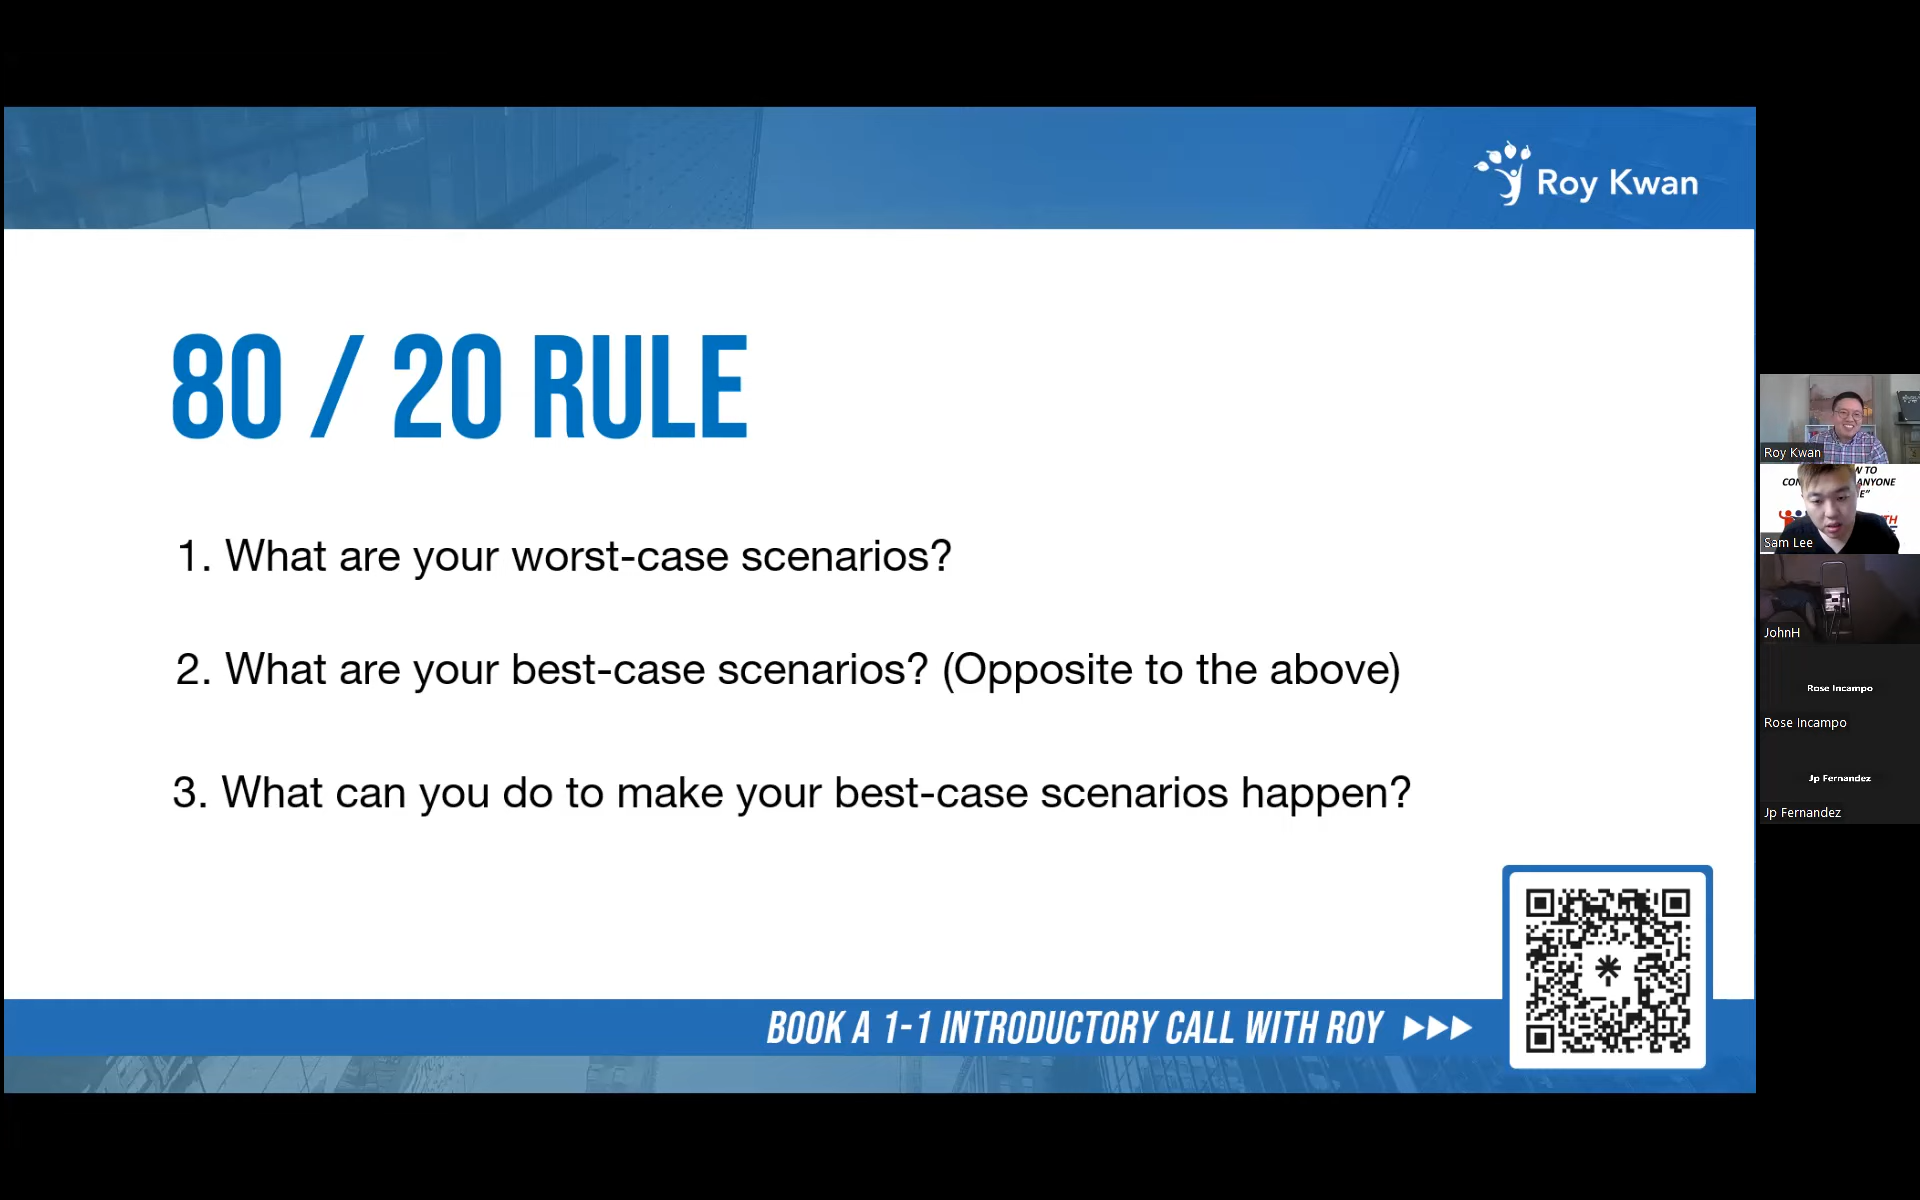 Roy Kwan
80 / 20 RULE
1. What are your worst-case scenarios?
2. What are your best-case scenarios? (Opposite to the above)
3. What can you do to make your best-case scenarios happen?
BOOK A 1-1 INTRODUCTORY CALL WITH ROY
Roy Kwan
TO
ANYONE
Sam Lee
JohnH
Rose Incampo
Rose Incampo
Jp Fernandez
Jp Fernandez